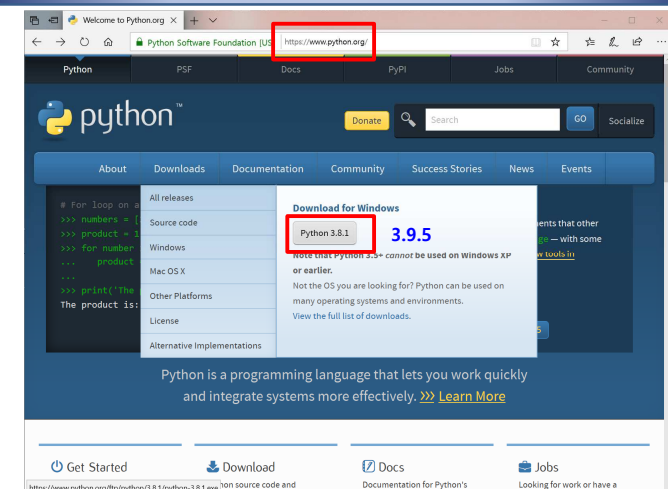 Welcome to Python.org
Python Software Foundation [US
https://www.python.org/
Python PSF Docs PyPI Jobs Community
python™
Donate Search GO Socialize
About Downloads Documentation Community Success Stories News Events
# For loop on a
>>> numbers = [
>>> product = 1
>>> for number
... product
...
>>> print('The
The product is:
All releases
Source code
Windows
Mac OS X
Other Platforms
License
Alternative Implementations
Download for Windows
Python 3.8.1
3.9.5
Note that Python 3.5+ cannot be used on Windows XP
or earlier.
Not the OS you are looking for? Python can be used on
many operating systems and environments.
View the full list of downloads.
ents that other
— with some
tools in
Python is a programming language that lets you work quickly
and integrate systems more effectively. >>> Learn More
Get Started
Download
Docs
Jobs
https://www.python.org/ftp/python/3.8.1/python-3.8.1.exe
on source code and
Documentation for Python's
Looking for work or have a